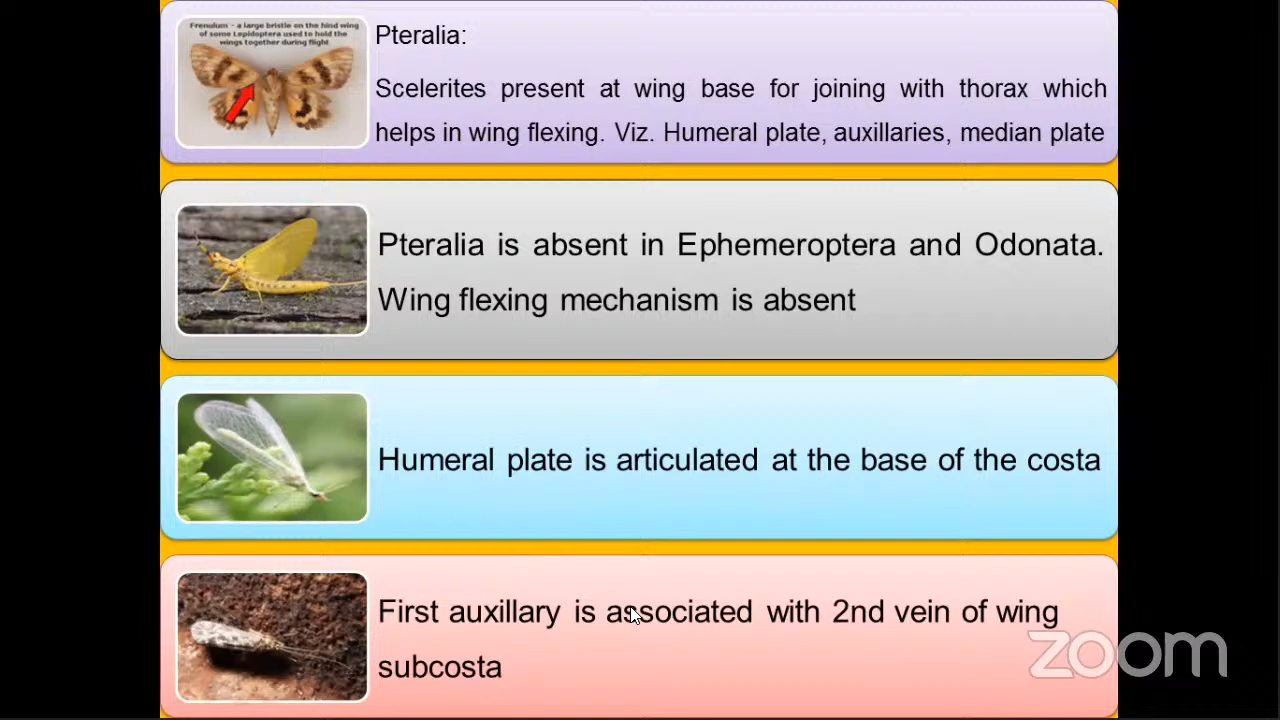 Frenulum - a large bristle on the hind wing
of some Lepidoptera used to hold the
wings together during flight
Pteralia:
Scelerites present at wing base for joining with thorax which
helps in wing flexing. Viz. Humeral plate, auxillaries, median plate
Pteralia is absent in Ephemeroptera and Odonata.
Wing flexing mechanism is absent
Humeral plate is articulated at the base of the costa
First auxillary is associated with 2nd vein of wing
subcosta
zoom